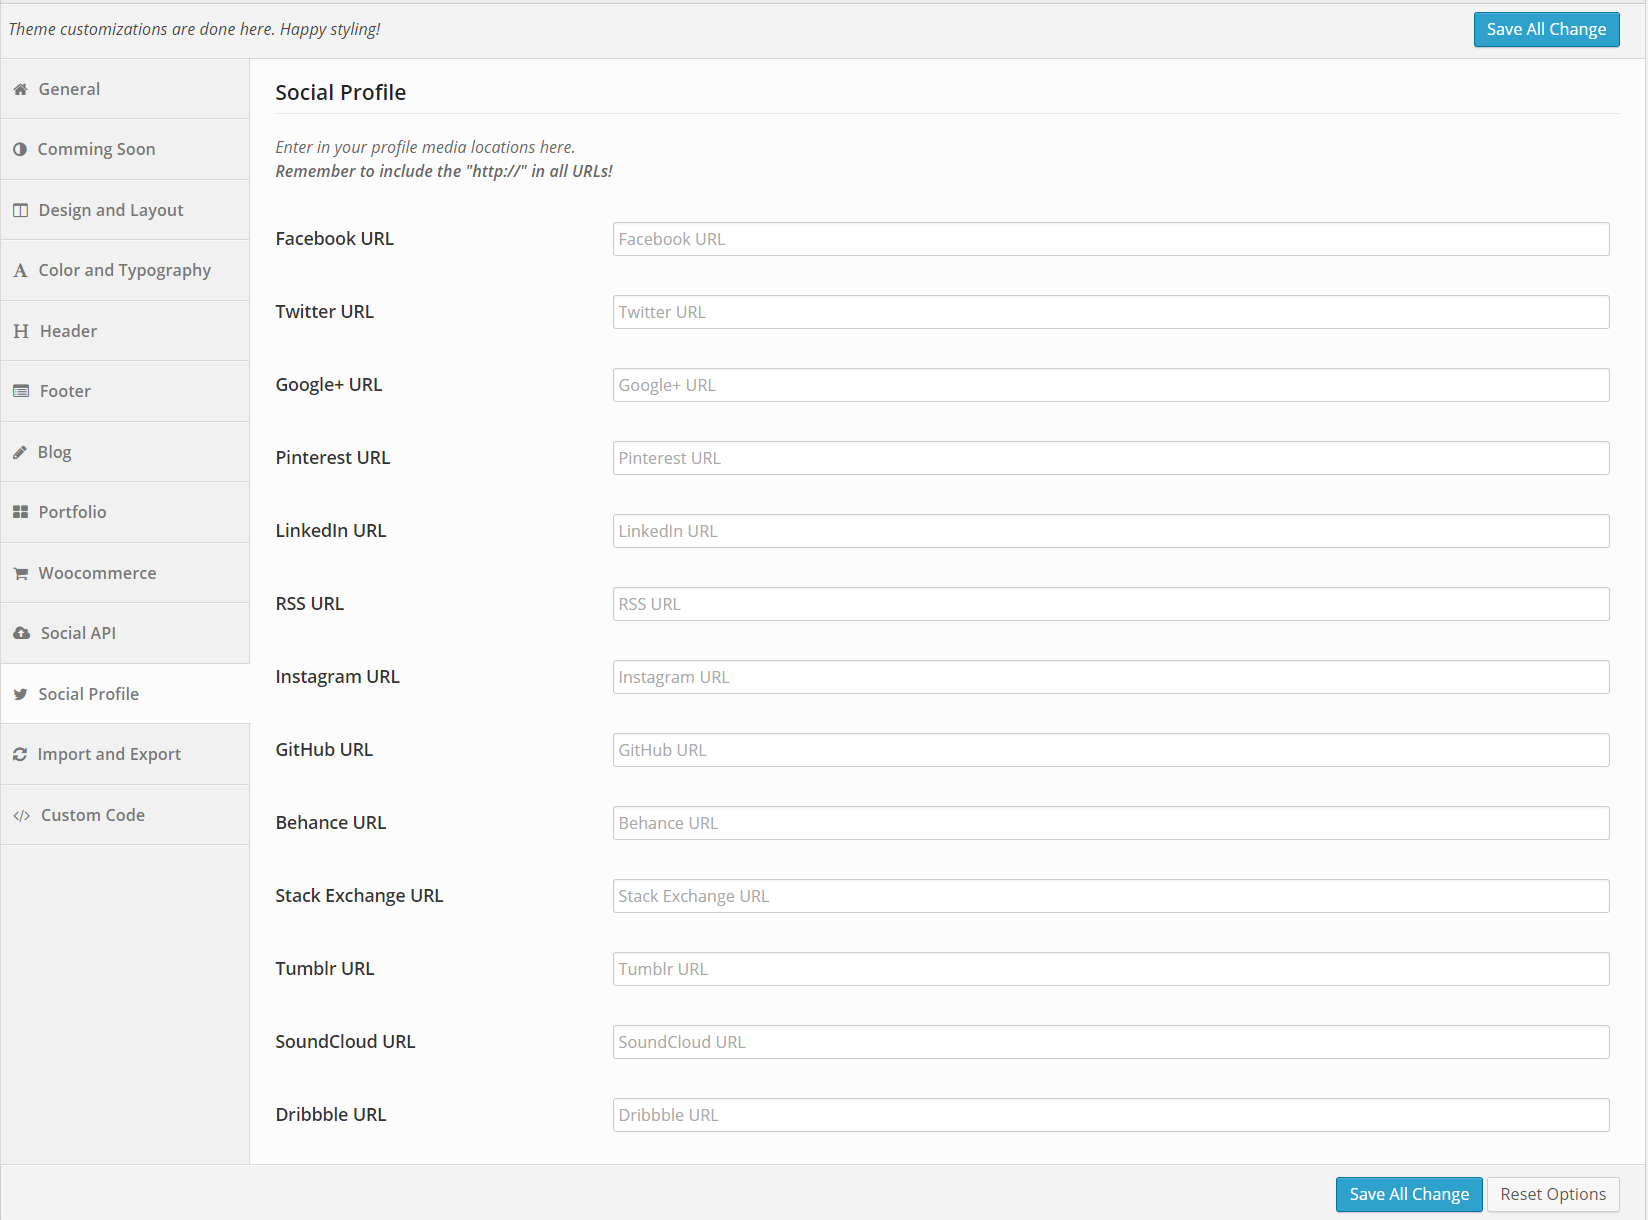 Theme customizations are done here. Happy styling!
Save All Change
General
Comming Soon
Design and Layout
Color and Typography
Header
Footer
Blog
Portfolio
Woocommerce
Social API
Social Profile
Import and Export
Custom Code
Social Profile
Enter in your profile media locations here.
Remember to include the "http://" in all URLs!
Facebook URL
Facebook URL
Twitter URL
Twitter URL
Google+ URL
Google+ URL
Pinterest URL
Pinterest URL
LinkedIn URL
LinkedIn URL
RSS URL
RSS URL
Instagram URL
Instagram URL
GitHub URL
GitHub URL
Behance URL
Behance URL
Stack Exchange URL
Stack Exchange URL
Tumblr URL
Tumblr URL
SoundCloud URL
SoundCloud URL
Dribbble URL
Dribbble URL
Save All Change
Reset Options